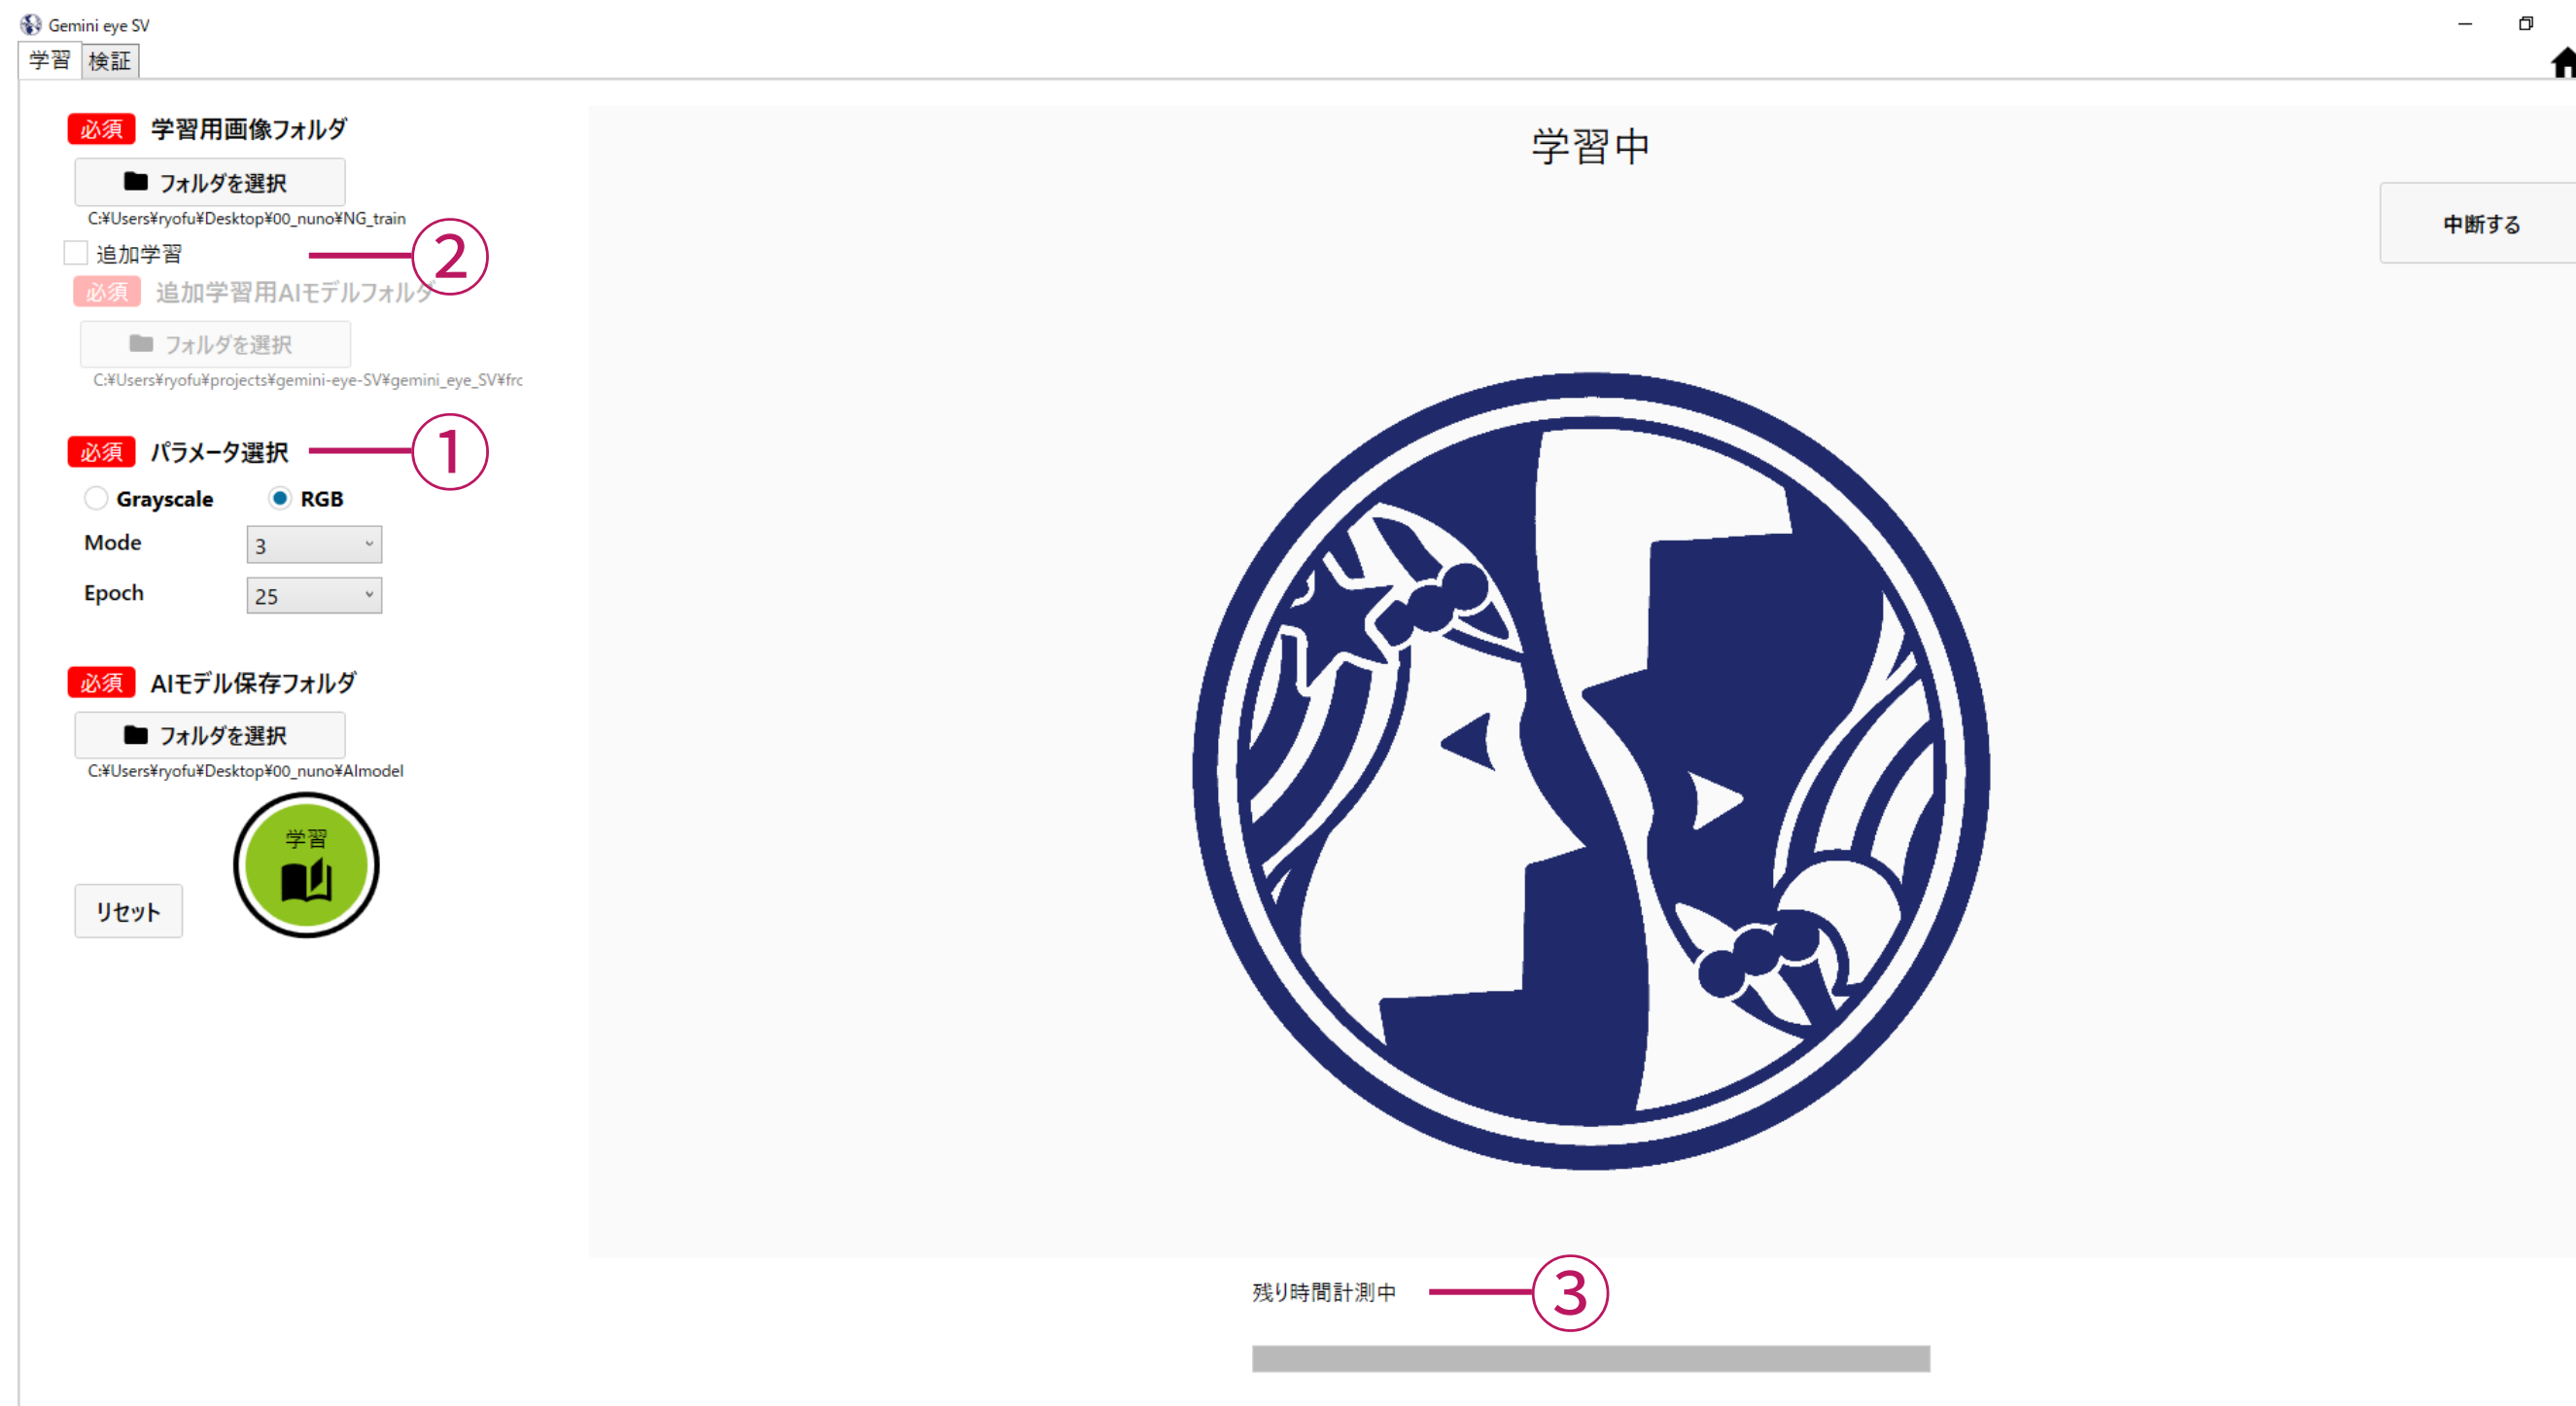 Gemini eye SV
学習 検証
必須 学習用画像フォルダ
フォルダを選択
C:¥Users¥ryofu¥Desktop¥00_nuno¥NG_train
追加学習
②
必須 追加学習用AIモデルフォルダ
フォルダを選択
C:¥Users¥ryofu¥projects¥gemini-eye-SV¥gemini_eye_SV¥frc
必須 パラメータ選択
①
Grayscale RGB
Mode 3
Epoch 25
必須 AIモデル保存フォルダ
フォルダを選択
C:¥Users¥ryofu¥Desktop¥00_nuno¥AImodel
学習
リセット
学習中
中断する
残り時間計測中
③